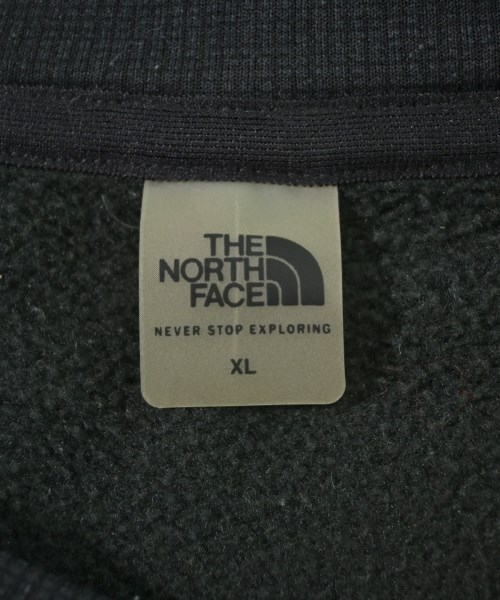 THE
NORTH
FACE
NEVER STOP EXPLORING
XL